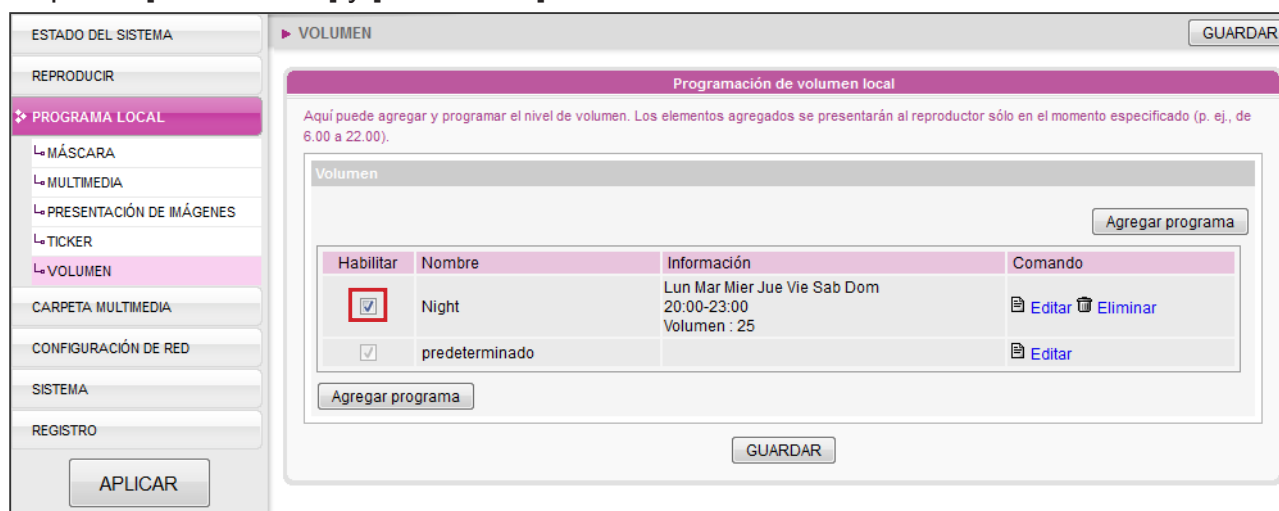 ESTADO DEL SISTEMA
REPRODUCIR
PROGRAMA LOCAL
MÁSCARA
MULTIMEDIA
PRESENTACIÓN DE IMÁGENES
TICKER
VOLUMEN
CARPETA MULTIMEDIA
CONFIGURACIÓN DE RED
SISTEMA
REGISTRO
APLICAR
VOLUMEN
GUARDAR
Programación de volumen local
Aquí puede agregar y programar el nivel de volumen. Los elementos agregados se presentarán al reproductor sólo en el momento especificado (p. ej., de
6.00 a 22.00).
Volumen
Agregar programa
Habilitar Nombre Información Comando
Night
Lun Mar Mier Jue Vie Sab Dom
20:00-23:00
Volumen : 25
Editar Eliminar
predeterminado Editar
Agregar programa
GUARDAR